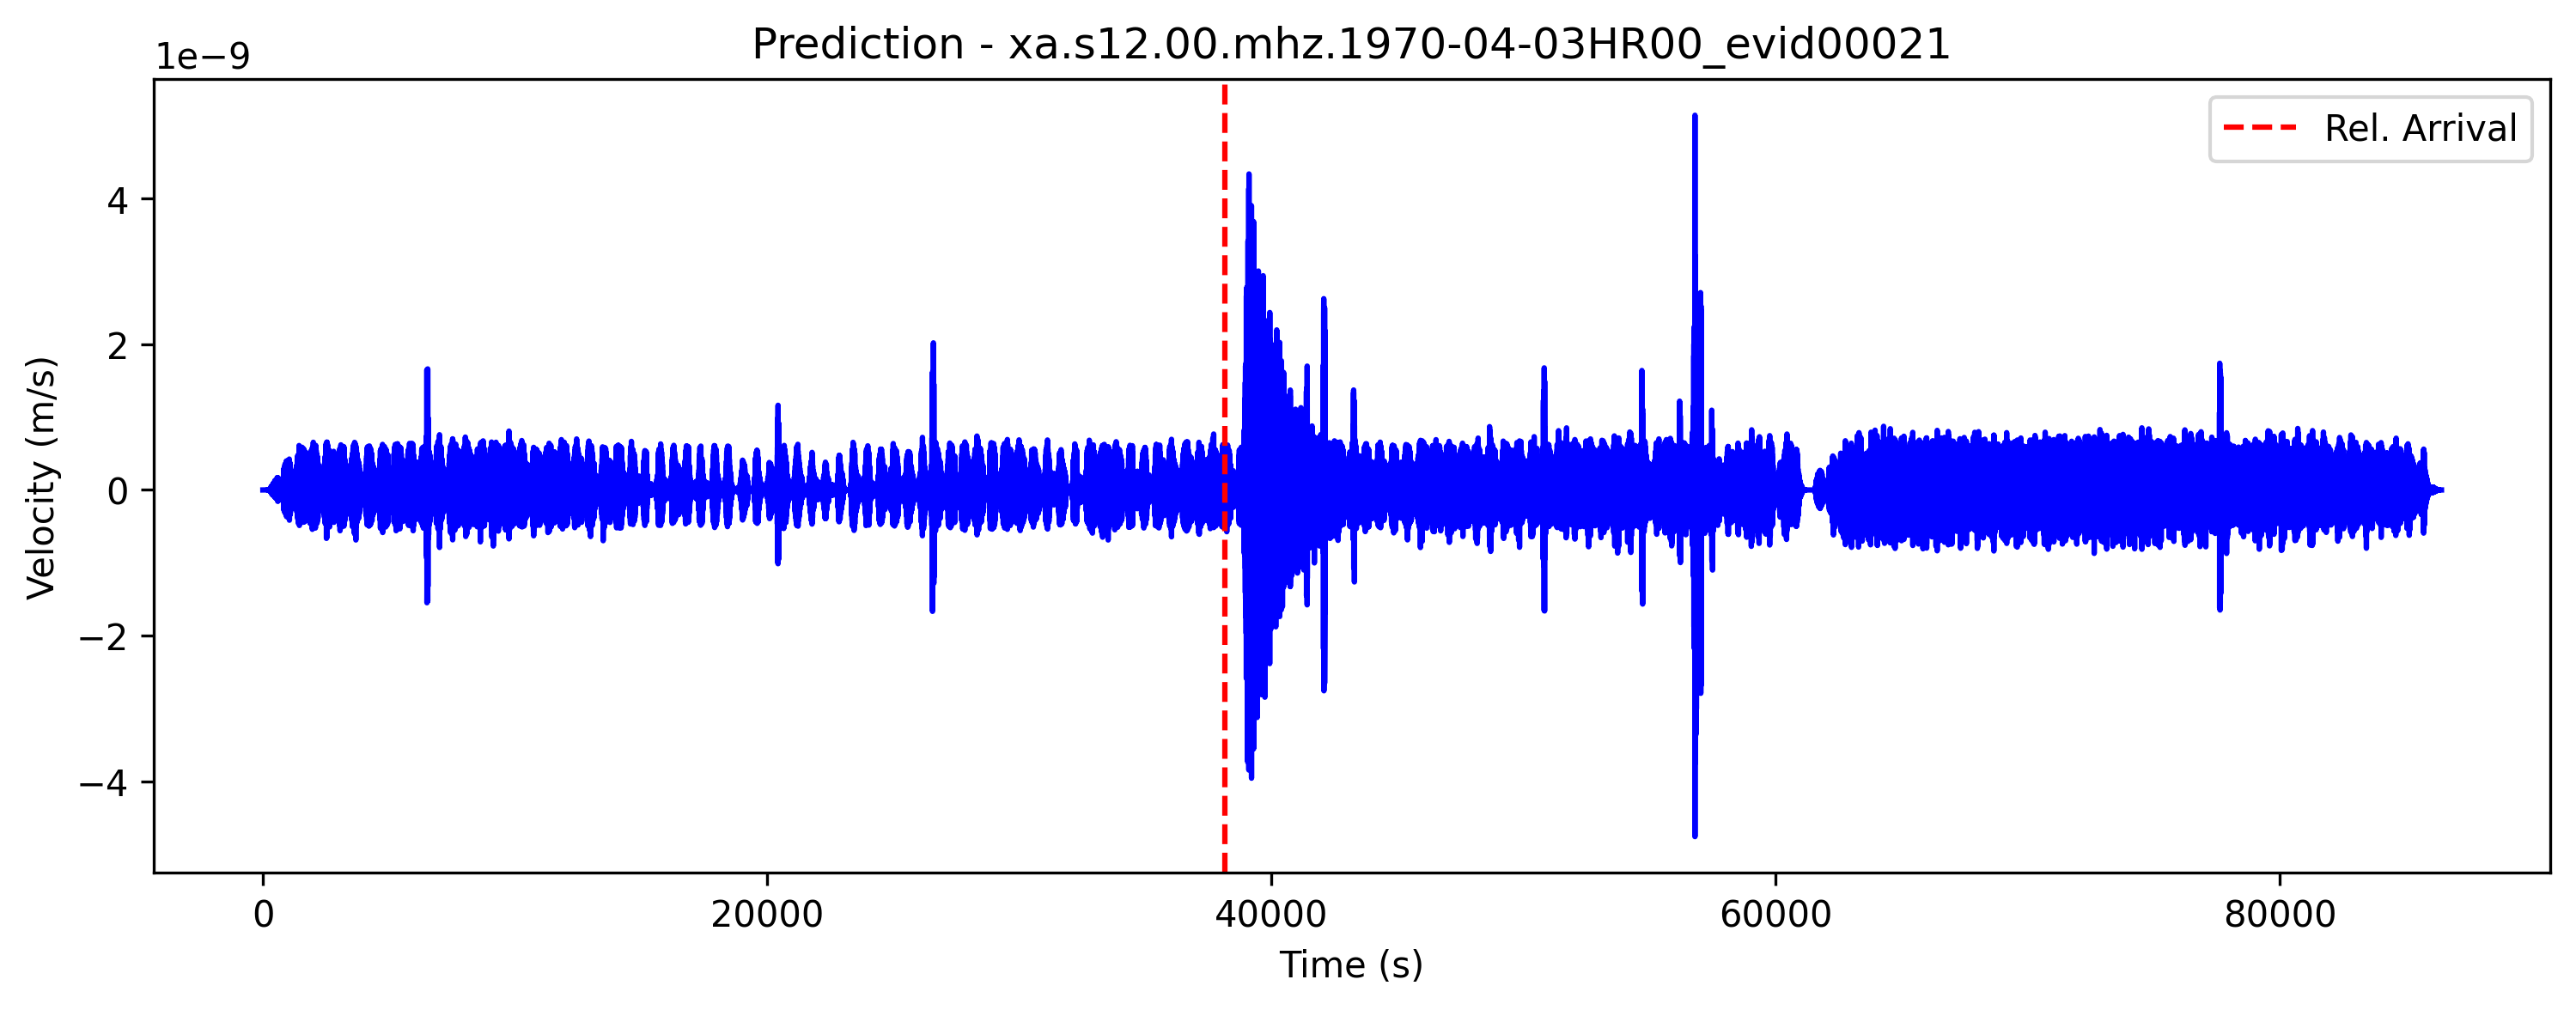 Prediction - xa.s12.00.mhz.1970-04-03HR00_evid00021
1e−9
Rel. Arrival
4
2
0
−2
−4
Velocity (m/s)
0 20000 40000 60000 80000
Time (s)